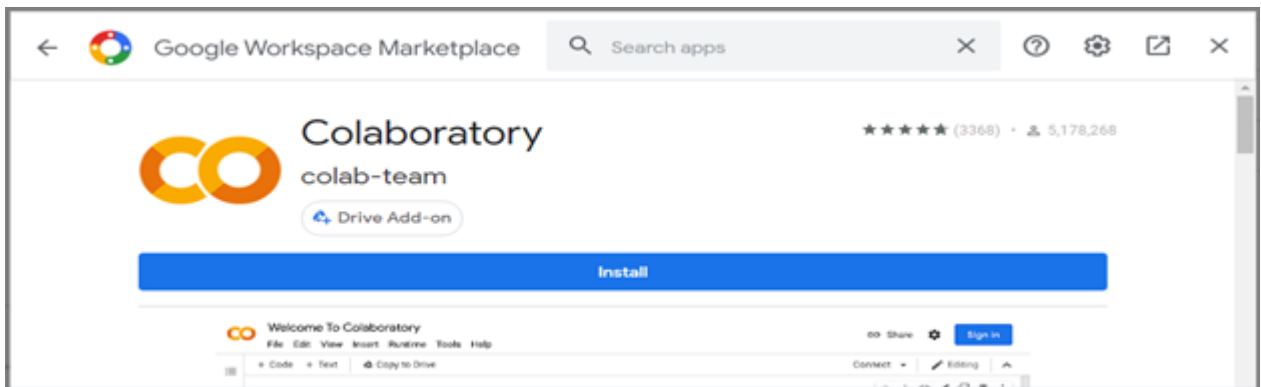 Google Workspace Marketplace Search apps
Colaboratory
(3368) · 5,178,268
colab-team
Drive Add-on
Install
Welcome To Colaboratory
File Edit View Insert Runtime Tools Help
Share Sign in
+ Code + Text Copy to Drive
Connect Editing